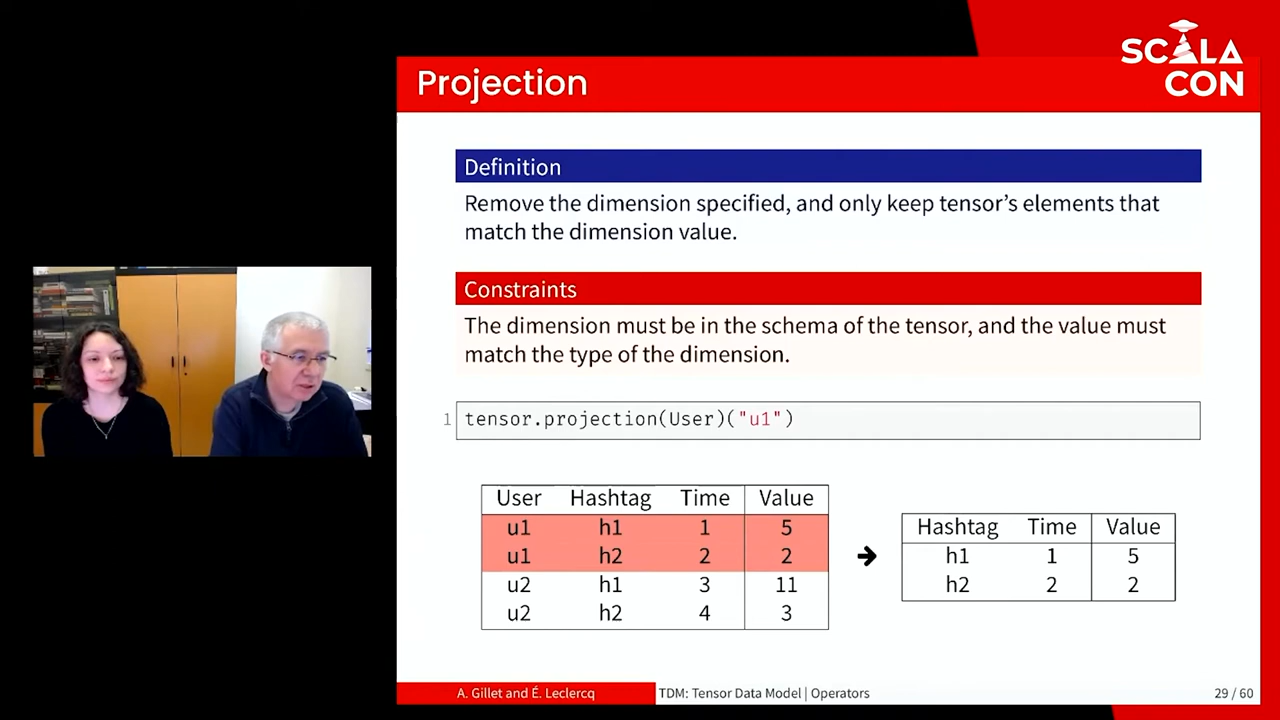 SCALA
CON
Projection
Definition
Remove the dimension specified, and only keep tensor's elements that
match the dimension value.
Constraints
The dimension must be in the schema of the tensor, and the value must
match the type of the dimension.
1 tensor.projection(User)("u1")
User Hashtag Time Value
u1 h1 1 5
u1 h2 2 2
u2 h1 3 11
u2 h2 4 3
Hashtag Time Value
h1 1 5
h2 2 2
A. Gillet and É. Leclercq
TDM: Tensor Data Model | Operators
29 / 60